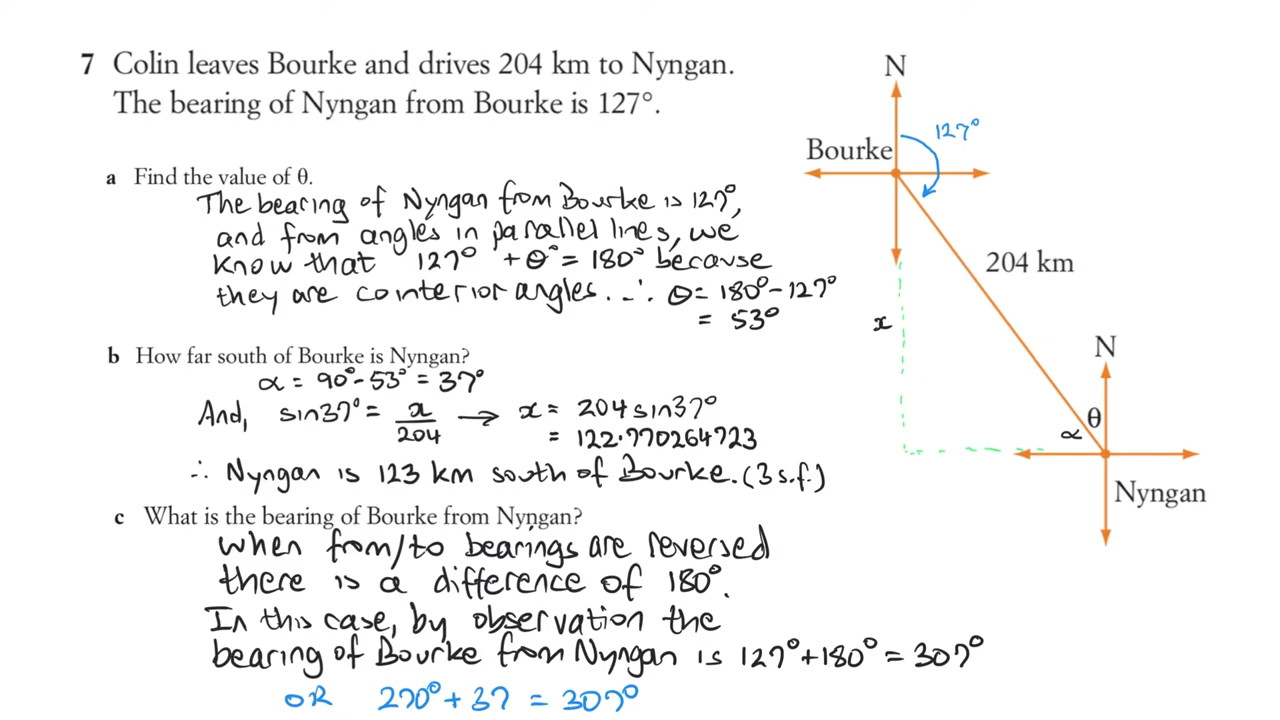 7 Colin leaves Bourke and drives 204 km to Nyngan.
The bearing of Nyngan from Bourke is 127°.
a Find the value of θ.
The bearing of Nyngan from Bourke is 127°,
and from angles in parallel lines, we
know that 127° + θ° = 180° because
they are cointerior angles. ∴ θ = 180° - 127°
= 53°
b How far south of Bourke is Nyngan?
α = 90° - 53° = 37°
And, sin37° = x/204 → x = 204sin37°
= 122.770264723
∴ Nyngan is 123 km south of Bourke. (3 s.f.)
c What is the bearing of Bourke from Nyngan?
When from/to bearings are reversed
there is a difference of 180°.
In this case, by observation the
bearing of Bourke from Nyngan is 127° + 180° = 307°
OR 270° + 37 = 307°
N
127°
Bourke
204 km
x
N
θ
α
Nyngan